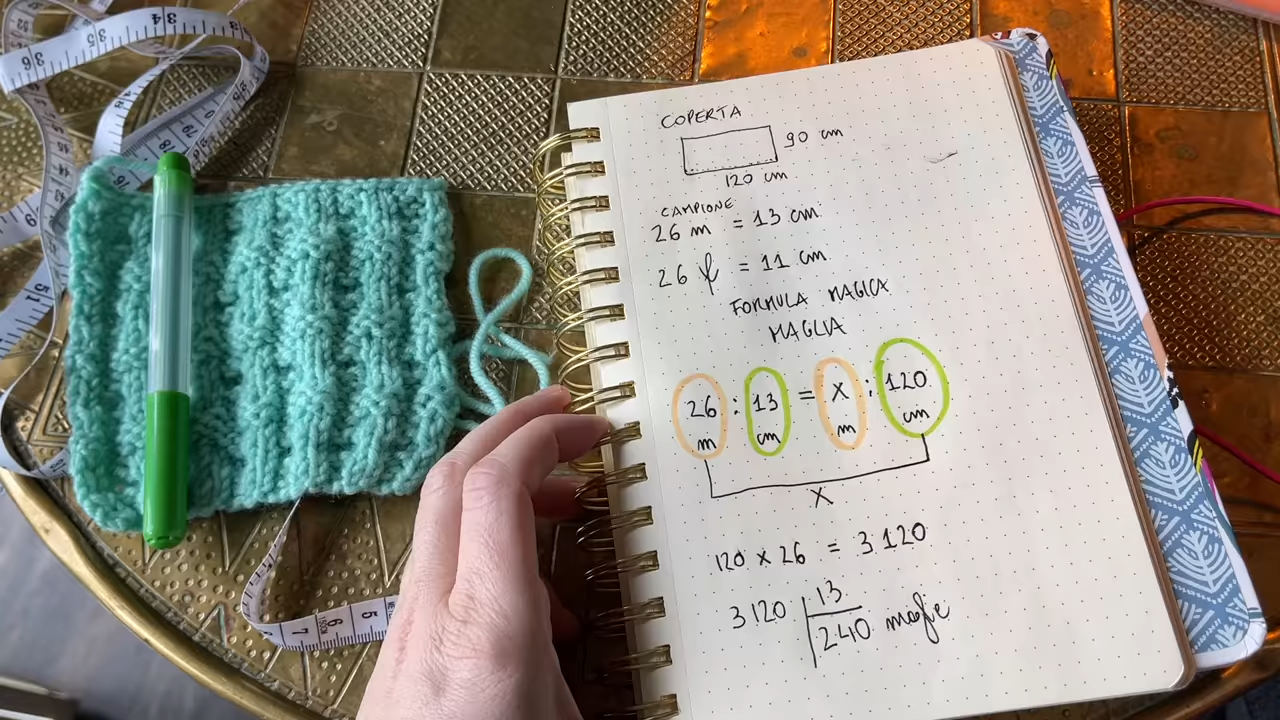 COPERTA
90 cm
120 cm
CAMPIONE
26 m = 13 cm
26 ψ = 11 cm
FORMULA MAGICA
MAGLIA
26 m : 13 cm = X m : 120 cm
X
120 x 26 = 3120
3120 | 13
240 maglie